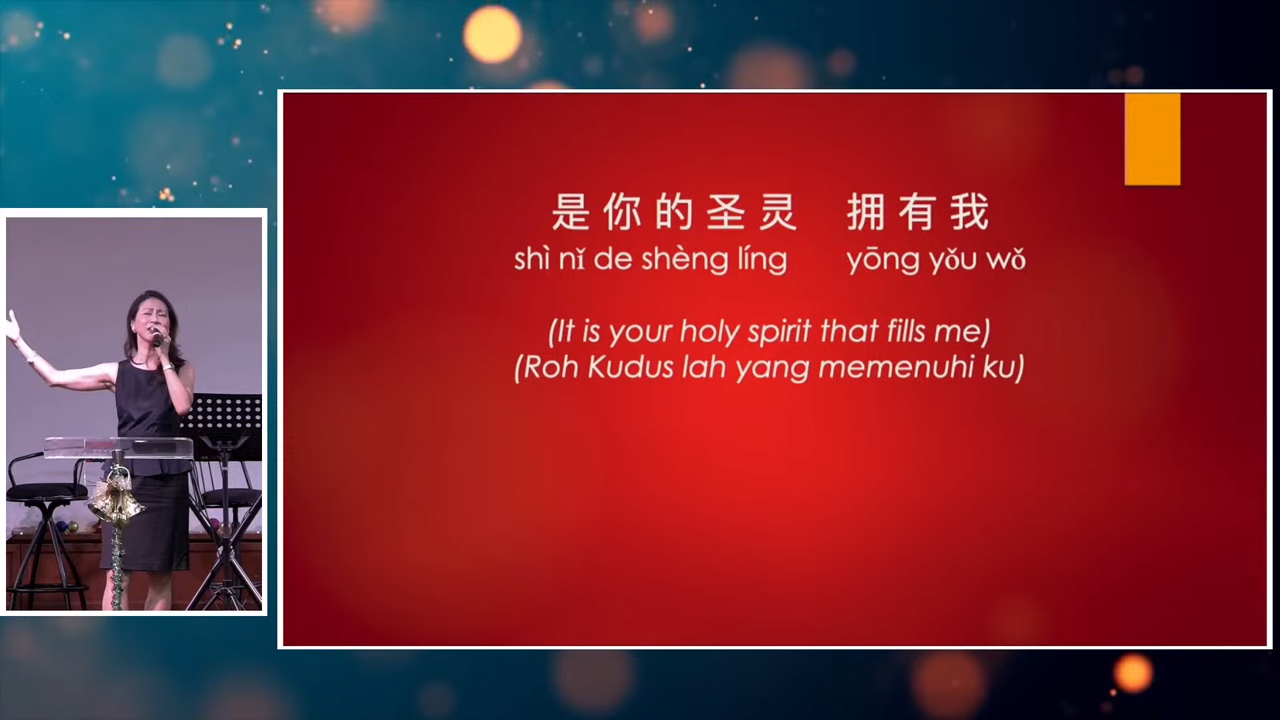 是你的圣灵 拥有我
shì nǐ de shèng líng yōng yǒu wǒ
(It is your holy spirit that fills me)
(Roh Kudus lah yang memenuhi ku)